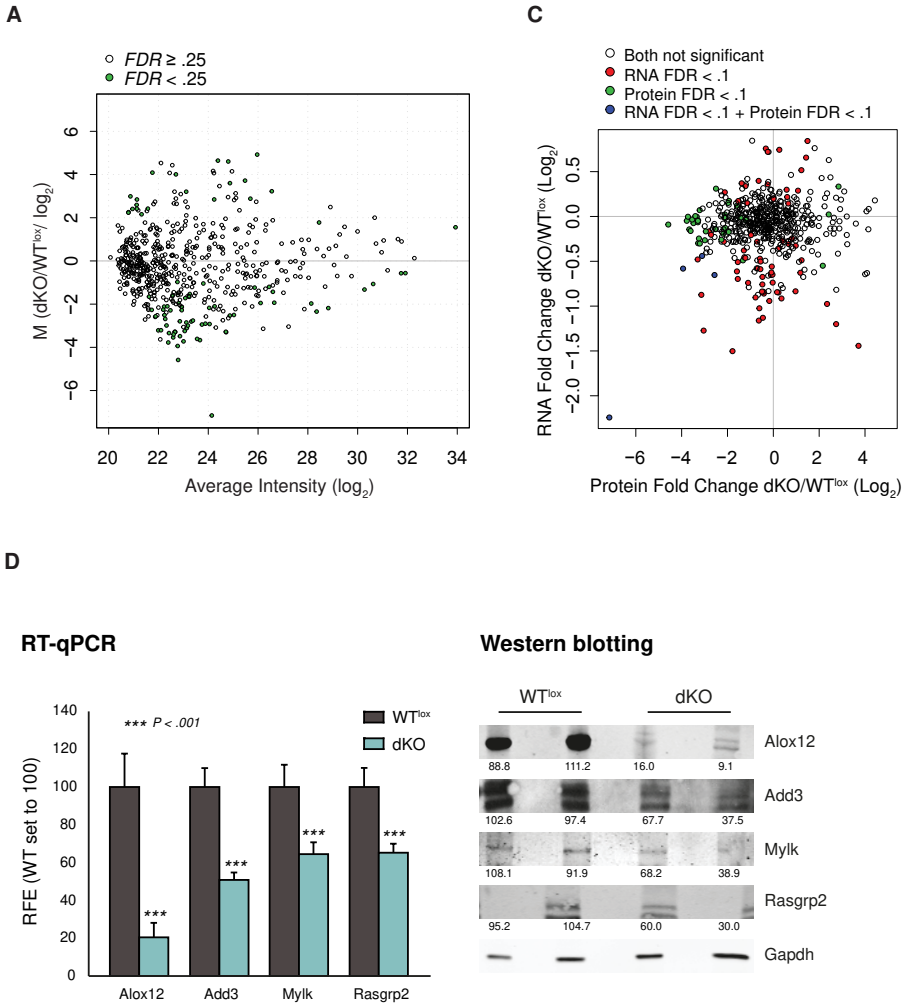 A
FDR ≥ .25
FDR < .25
M (dKO/WTlox/ log2)
6
4
2
0
−2
−4
−6
20 22 24 26 28 30 32 34
Average Intensity (log2)
C
Both not significant
RNA FDR < .1
Protein FDR < .1
RNA FDR < .1 + Protein FDR < .1
RNA Fold Change dKO/WTlox (Log2)
0.5
0.0
−0.5
−1.0
−1.5
−2.0
−6 −4 −2 0 2 4
Protein Fold Change dKO/WTlox (Log2)
D
RT-qPCR
RFE (WT set to 100)
140
120
100
80
60
40
20
0
*** P < .001
WTlox
dKO
***
***
***
***
Alox12 Add3 Mylk Rasgrp2
Western blotting
WTlox dKO
Alox12
88.8 111.2 16.0 9.1
Add3
102.6 97.4 67.7 37.5
Mylk
108.1 91.9 68.2 38.9
Rasgrp2
95.2 104.7 60.0 30.0
Gapdh